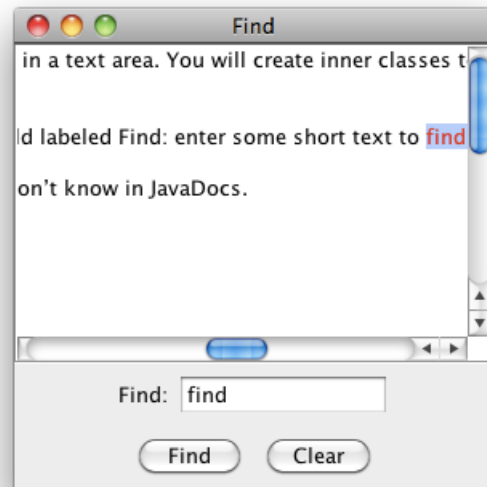 Find
in a text area. You will create inner classes t
ld labeled Find: enter some short text to find
on’t know in JavaDocs.
Find: find
Find Clear